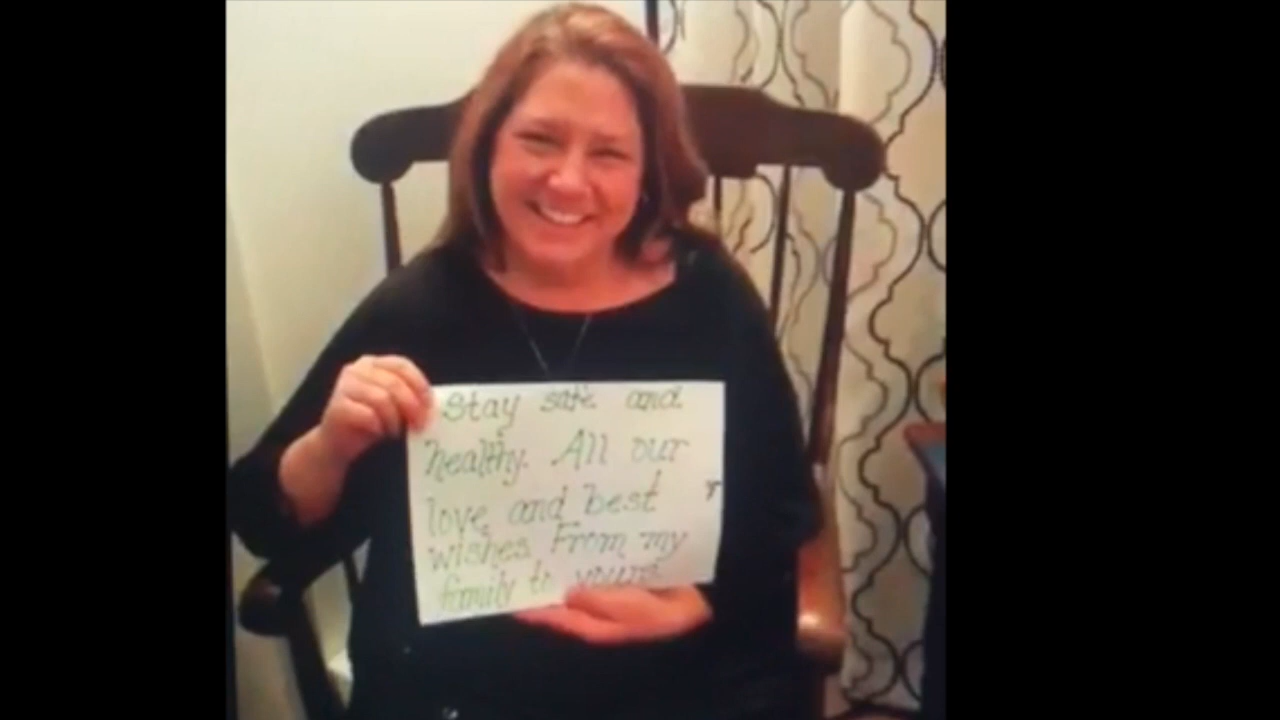 Stay safe and
healthy. All our
love and best
wishes. From my
family to yours.